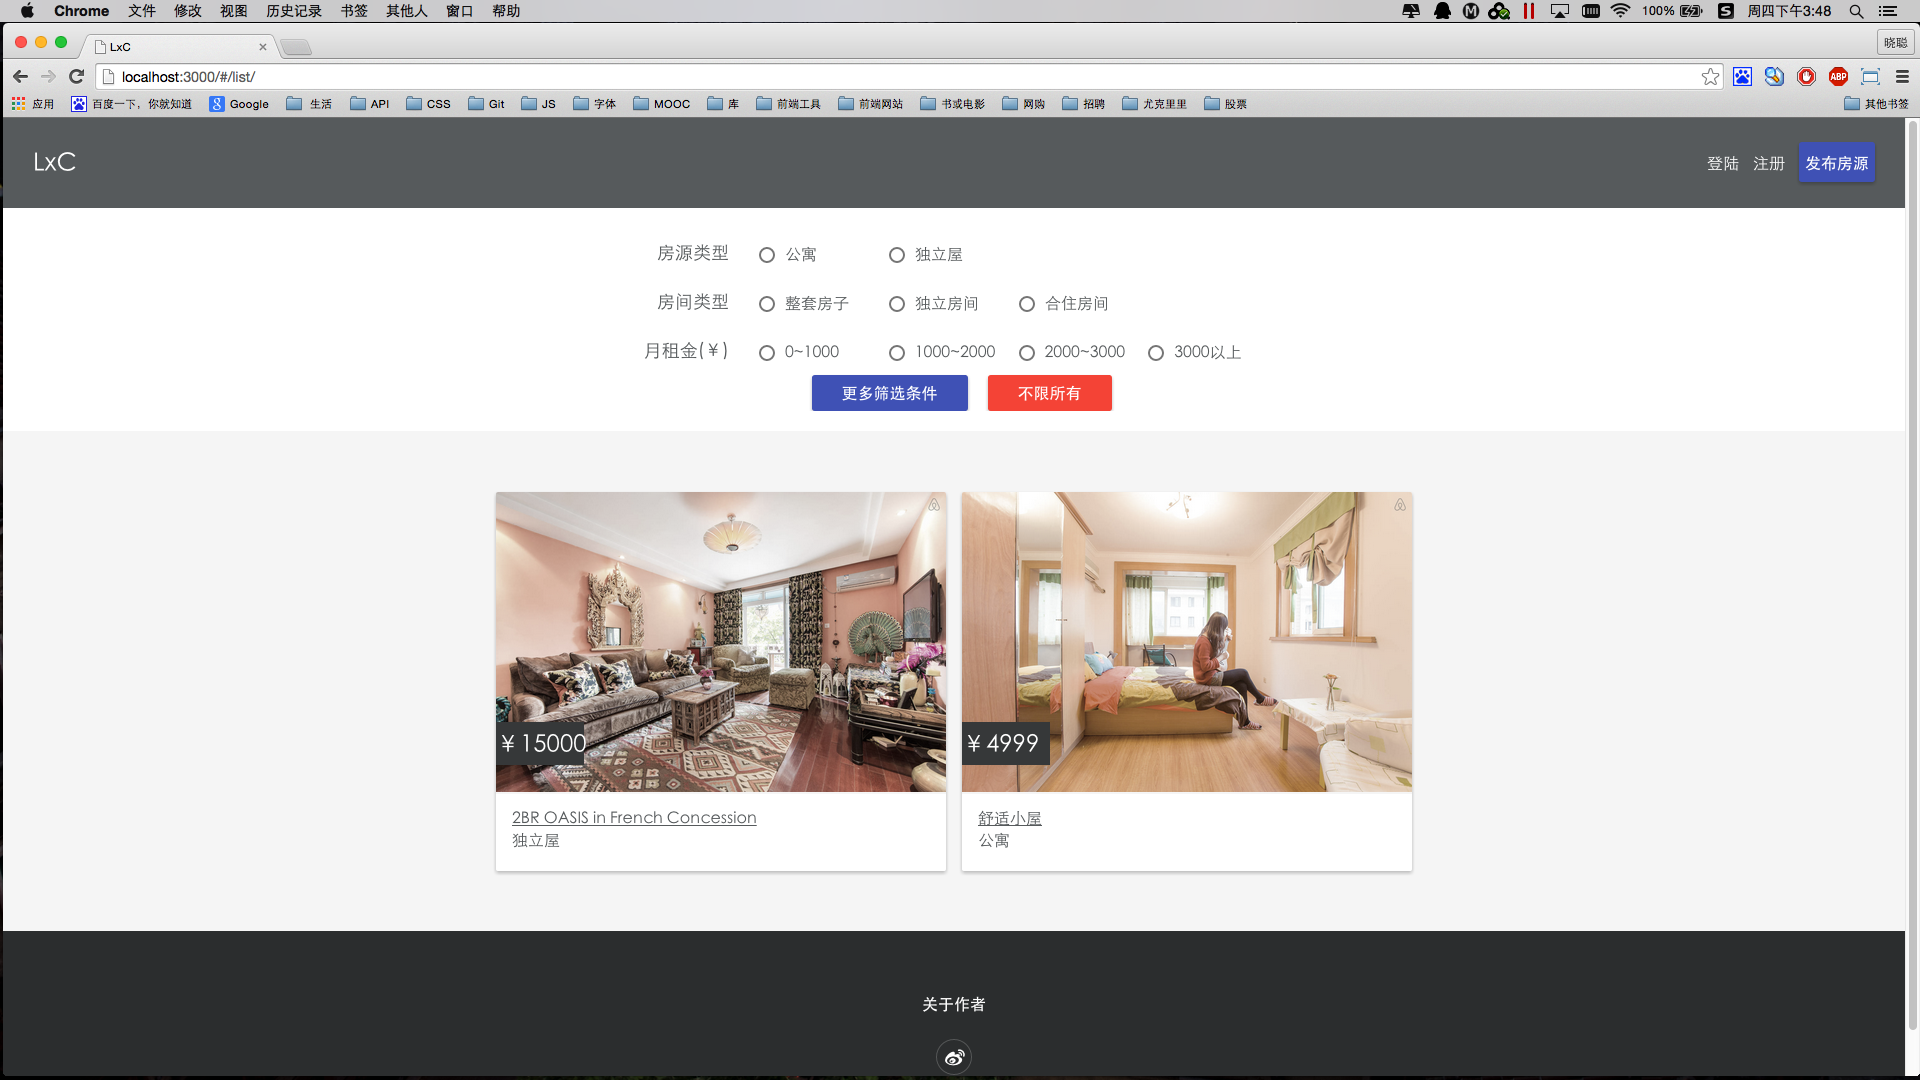 Chrome 文件 修改 视图 历史记录 书签 其他人 窗口 帮助 100% 周四下午3:48
LxC 晓聪
localhost:3000/#/list/ ABP
应用 百度一下，你就知道 Google 生活 API CSS Git JS 字体 MOOC 库 前端工具 前端网站 书或电影 网购 招聘 尤克里里 股票 其他书签
LxC 登陆 注册 发布房源
房源类型 公寓 独立屋
房间类型 整套房子 独立房间 合住房间
月租金(￥) 0~1000 1000~2000 2000~3000 3000以上
更多筛选条件 不限所有
￥15000 ￥4999
2BR OASIS in French Concession 舒适小屋
独立屋 公寓
关于作者